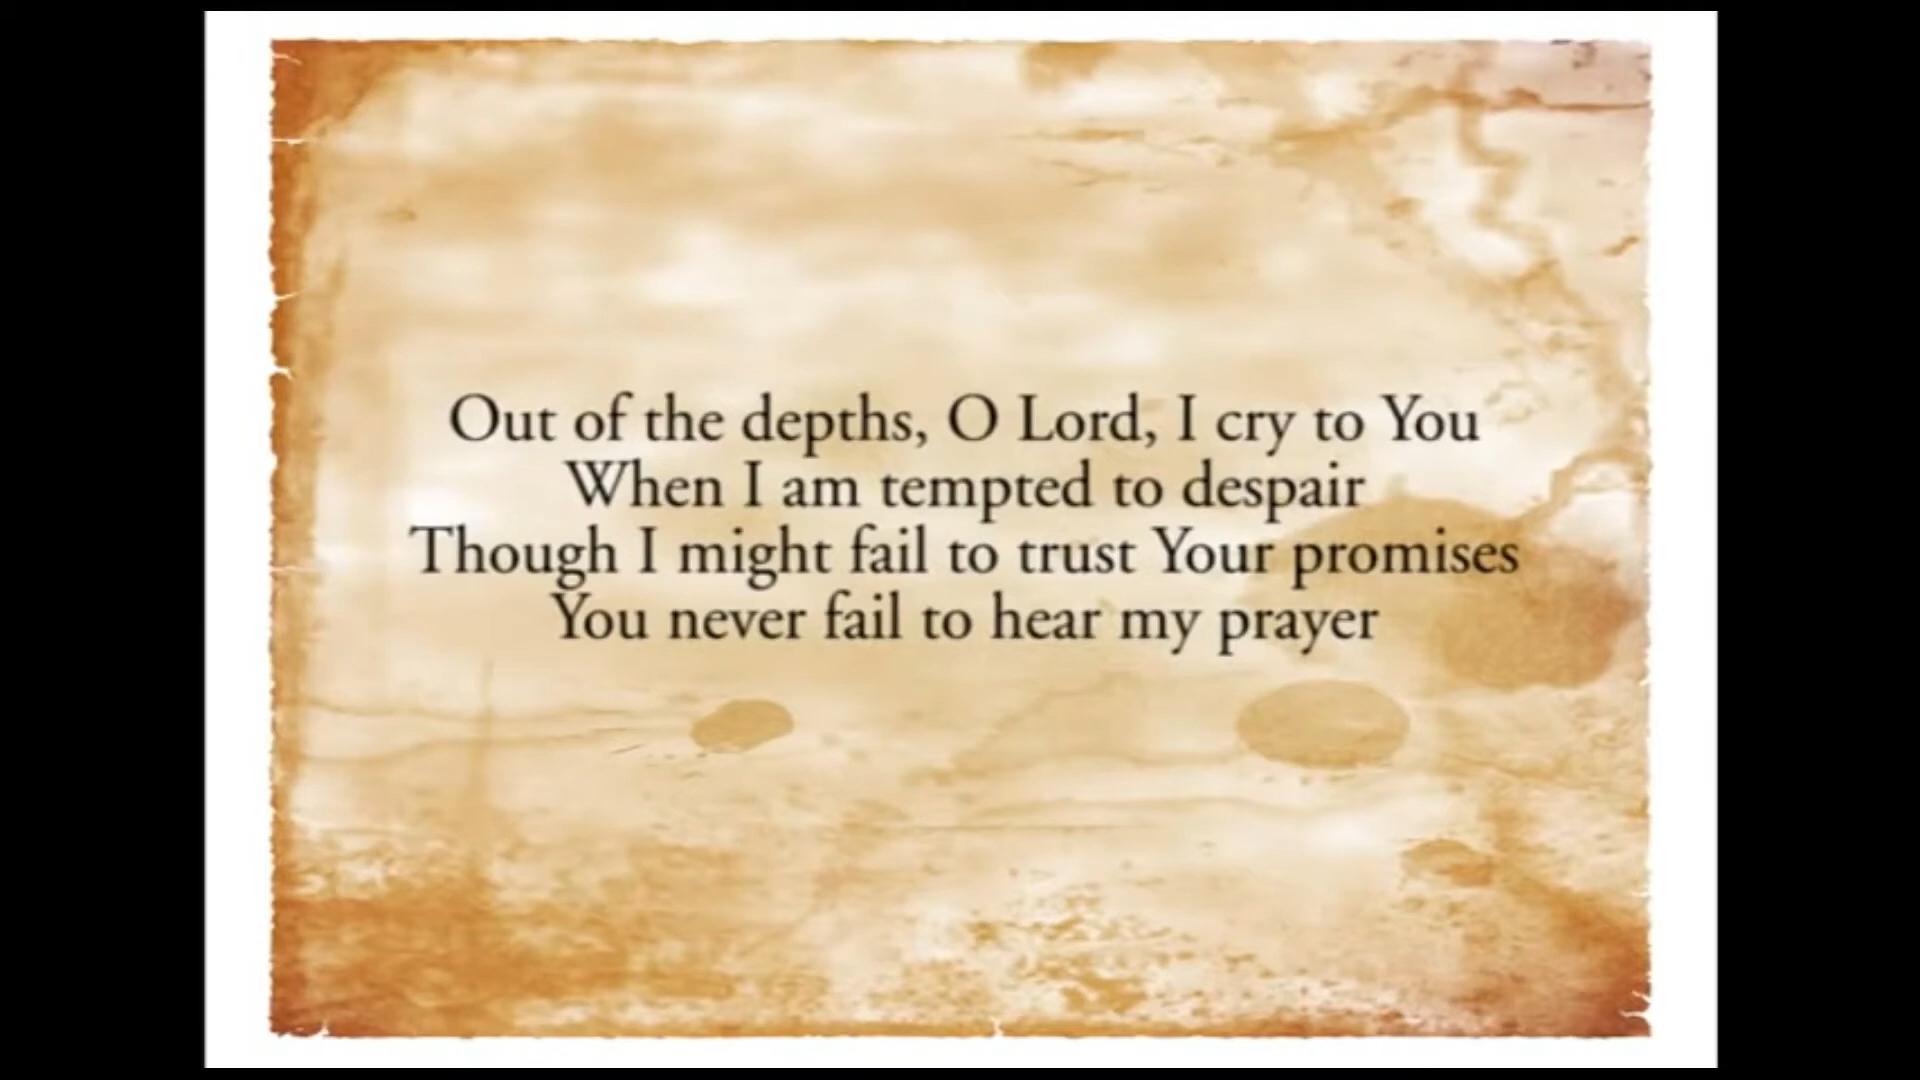 Out of the depths, O Lord, I cry to You
When I am tempted to despair
Though I might fail to trust Your promises
You never fail to hear my prayer